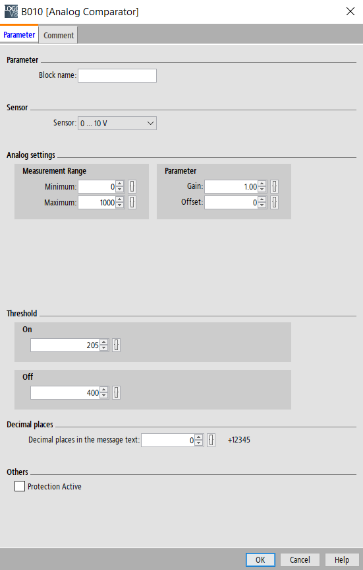 LOGO
B010 [Analog Comparator]
Parameter Comment
Parameter
Block name:
Sensor
Sensor: 0 ... 10 V
Analog settings
Measurement Range
Minimum: 0
Maximum: 1000
Parameter
Gain: 1.00
Offset: 0
Threshold
On
205
Off
400
Decimal places
Decimal places in the message text: 0 +12345
Others
Protection Active
OK Cancel Help